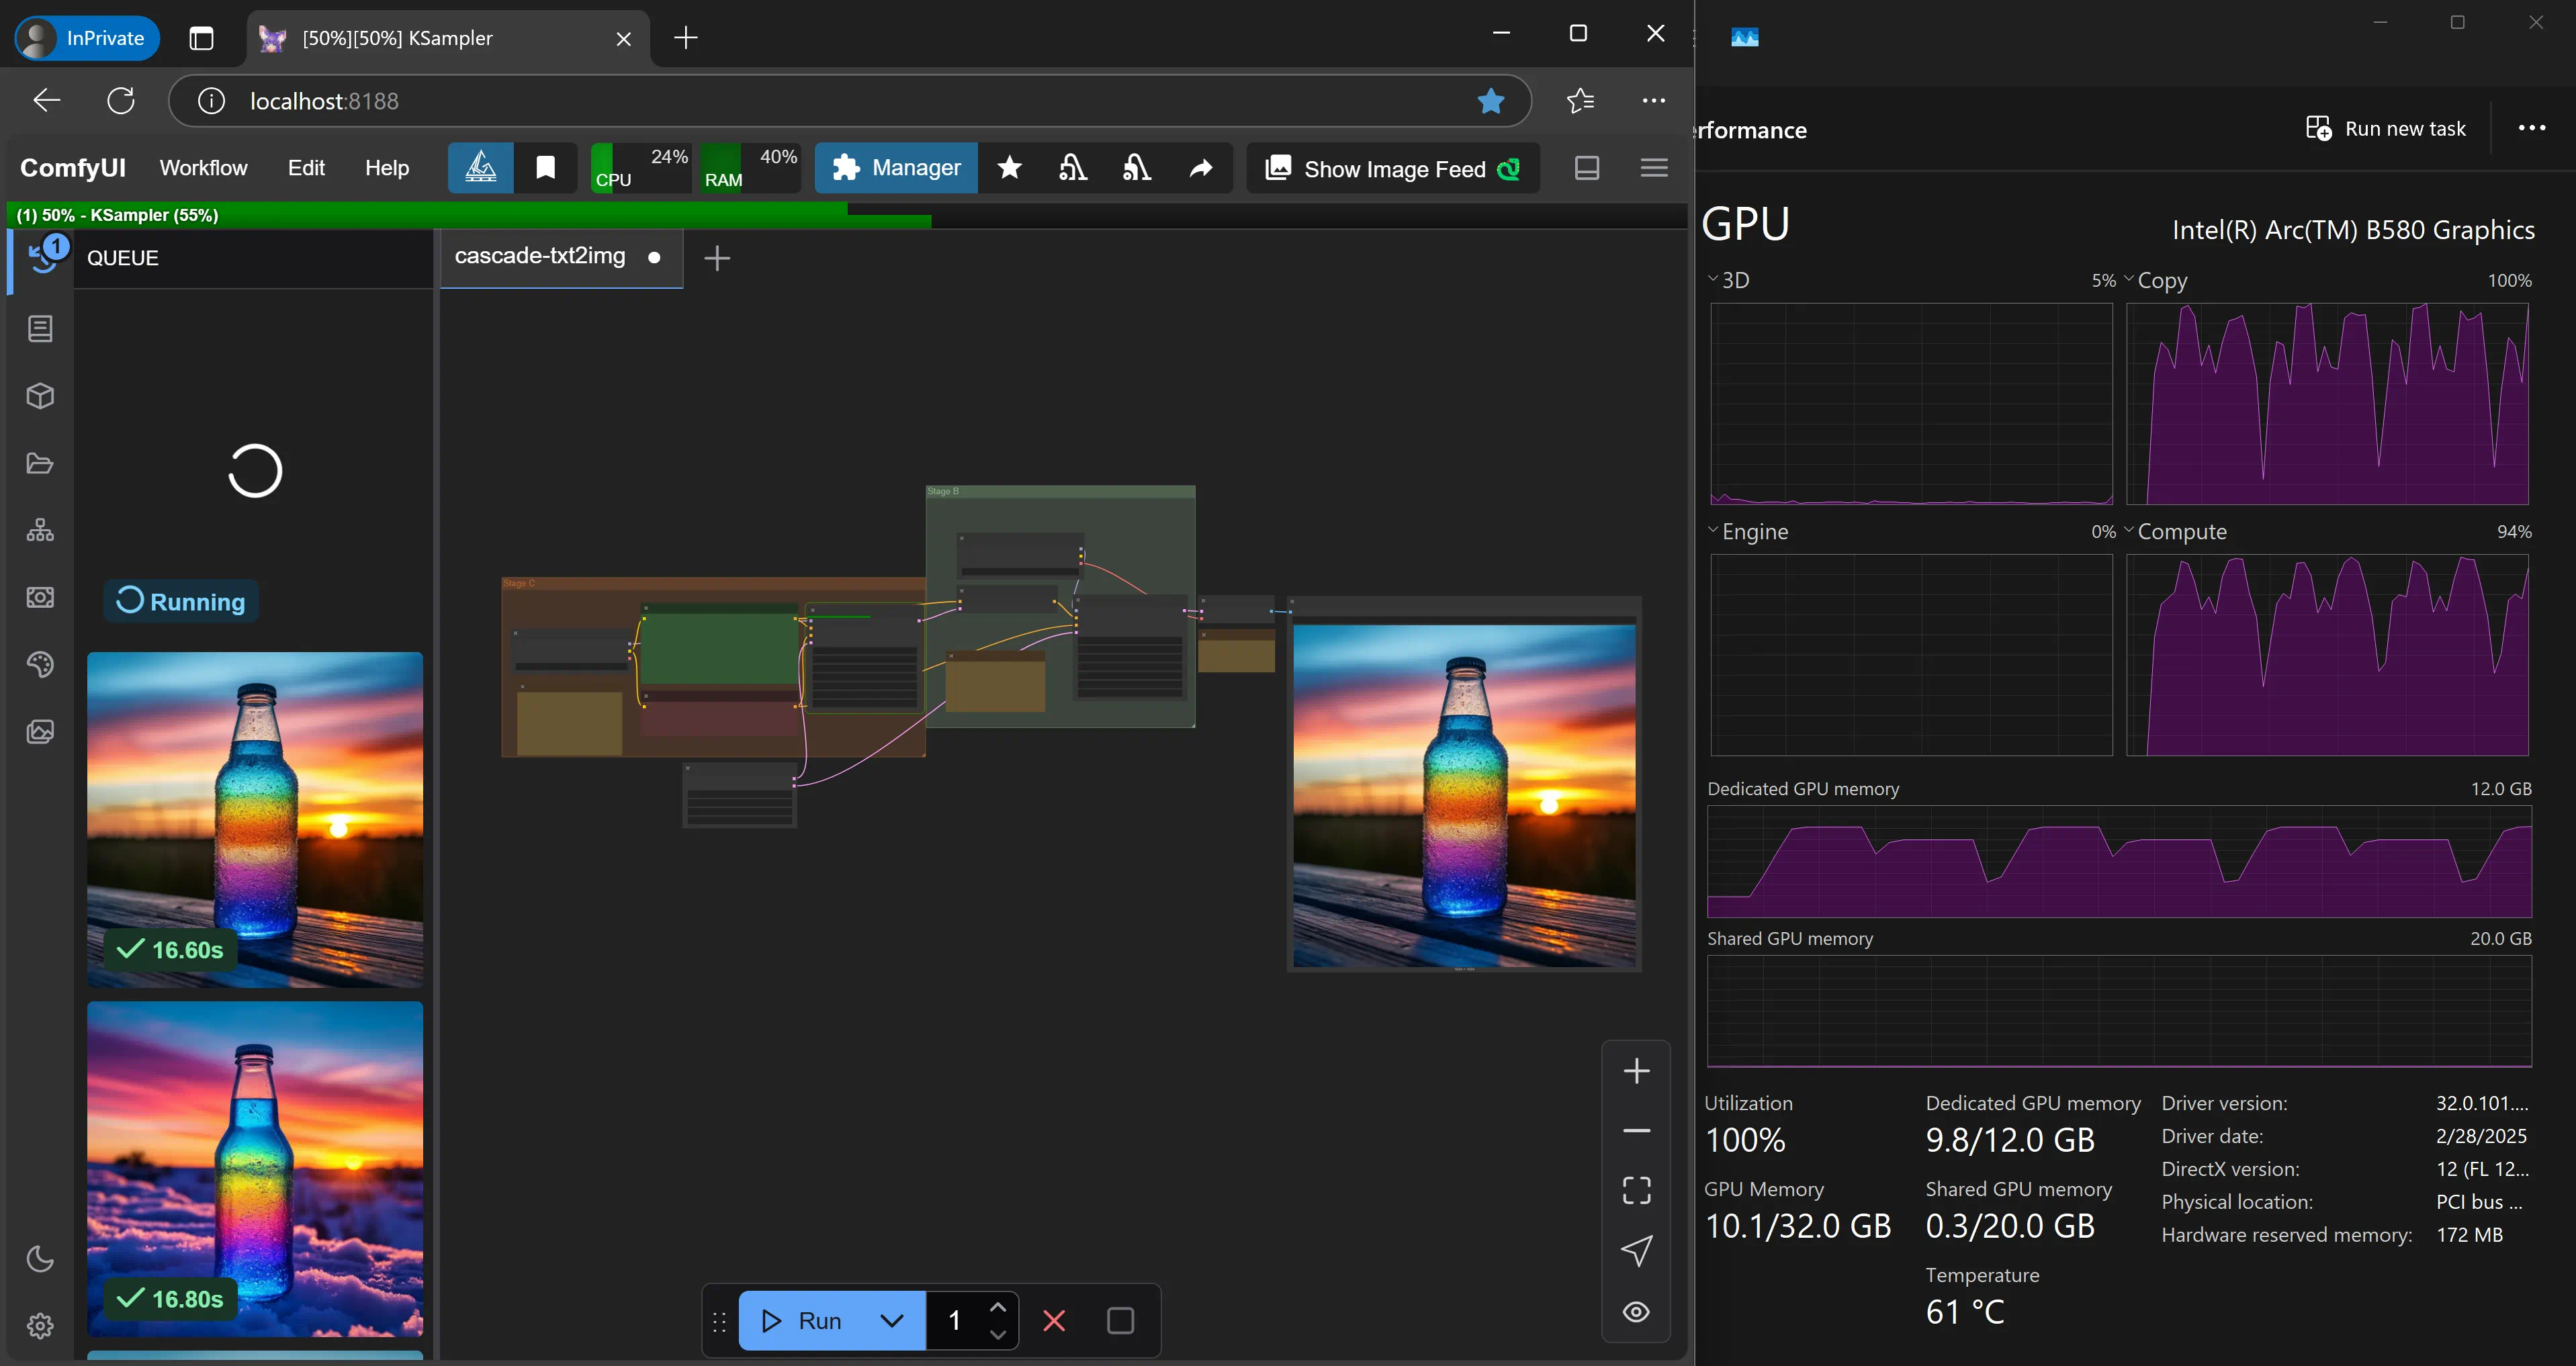 InPrivate
[50%][50%] KSampler
localhost:8188
ComfyUI
Workflow
Edit
Help
24%
CPU
40%
RAM
Manager
Show Image Feed
(1) 50% - KSampler (55%)
1
QUEUE
cascade-txt2img
Running
16.60s
16.80s
Stage C
Stage B
Run
1
erformance
Run new task
GPU
Intel(R) Arc(TM) B580 Graphics
3D
5%
Copy
100%
Engine
0%
Compute
94%
Dedicated GPU memory
12.0 GB
Shared GPU memory
20.0 GB
Utilization
100%
Dedicated GPU memory
9.8/12.0 GB
GPU Memory
10.1/32.0 GB
Shared GPU memory
0.3/20.0 GB
Temperature
61 °C
Driver version:
32.0.101....
Driver date:
2/28/2025
DirectX version:
12 (FL 12...
Physical location:
PCI bus ...
Hardware reserved memory:
172 MB